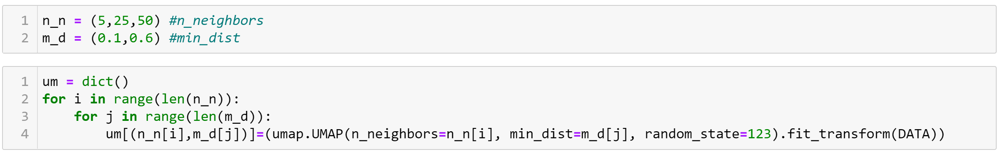 1 n_n = (5,25,50) #n_neighbors
2 m_d = (0.1,0.6) #min_dist
1 um = dict()
2 for i in range(len(n_n)):
3     for j in range(len(m_d)):
4         um[(n_n[i],m_d[j])]=(umap.UMAP(n_neighbors=n_n[i], min_dist=m_d[j], random_state=123).fit_transform(DATA))